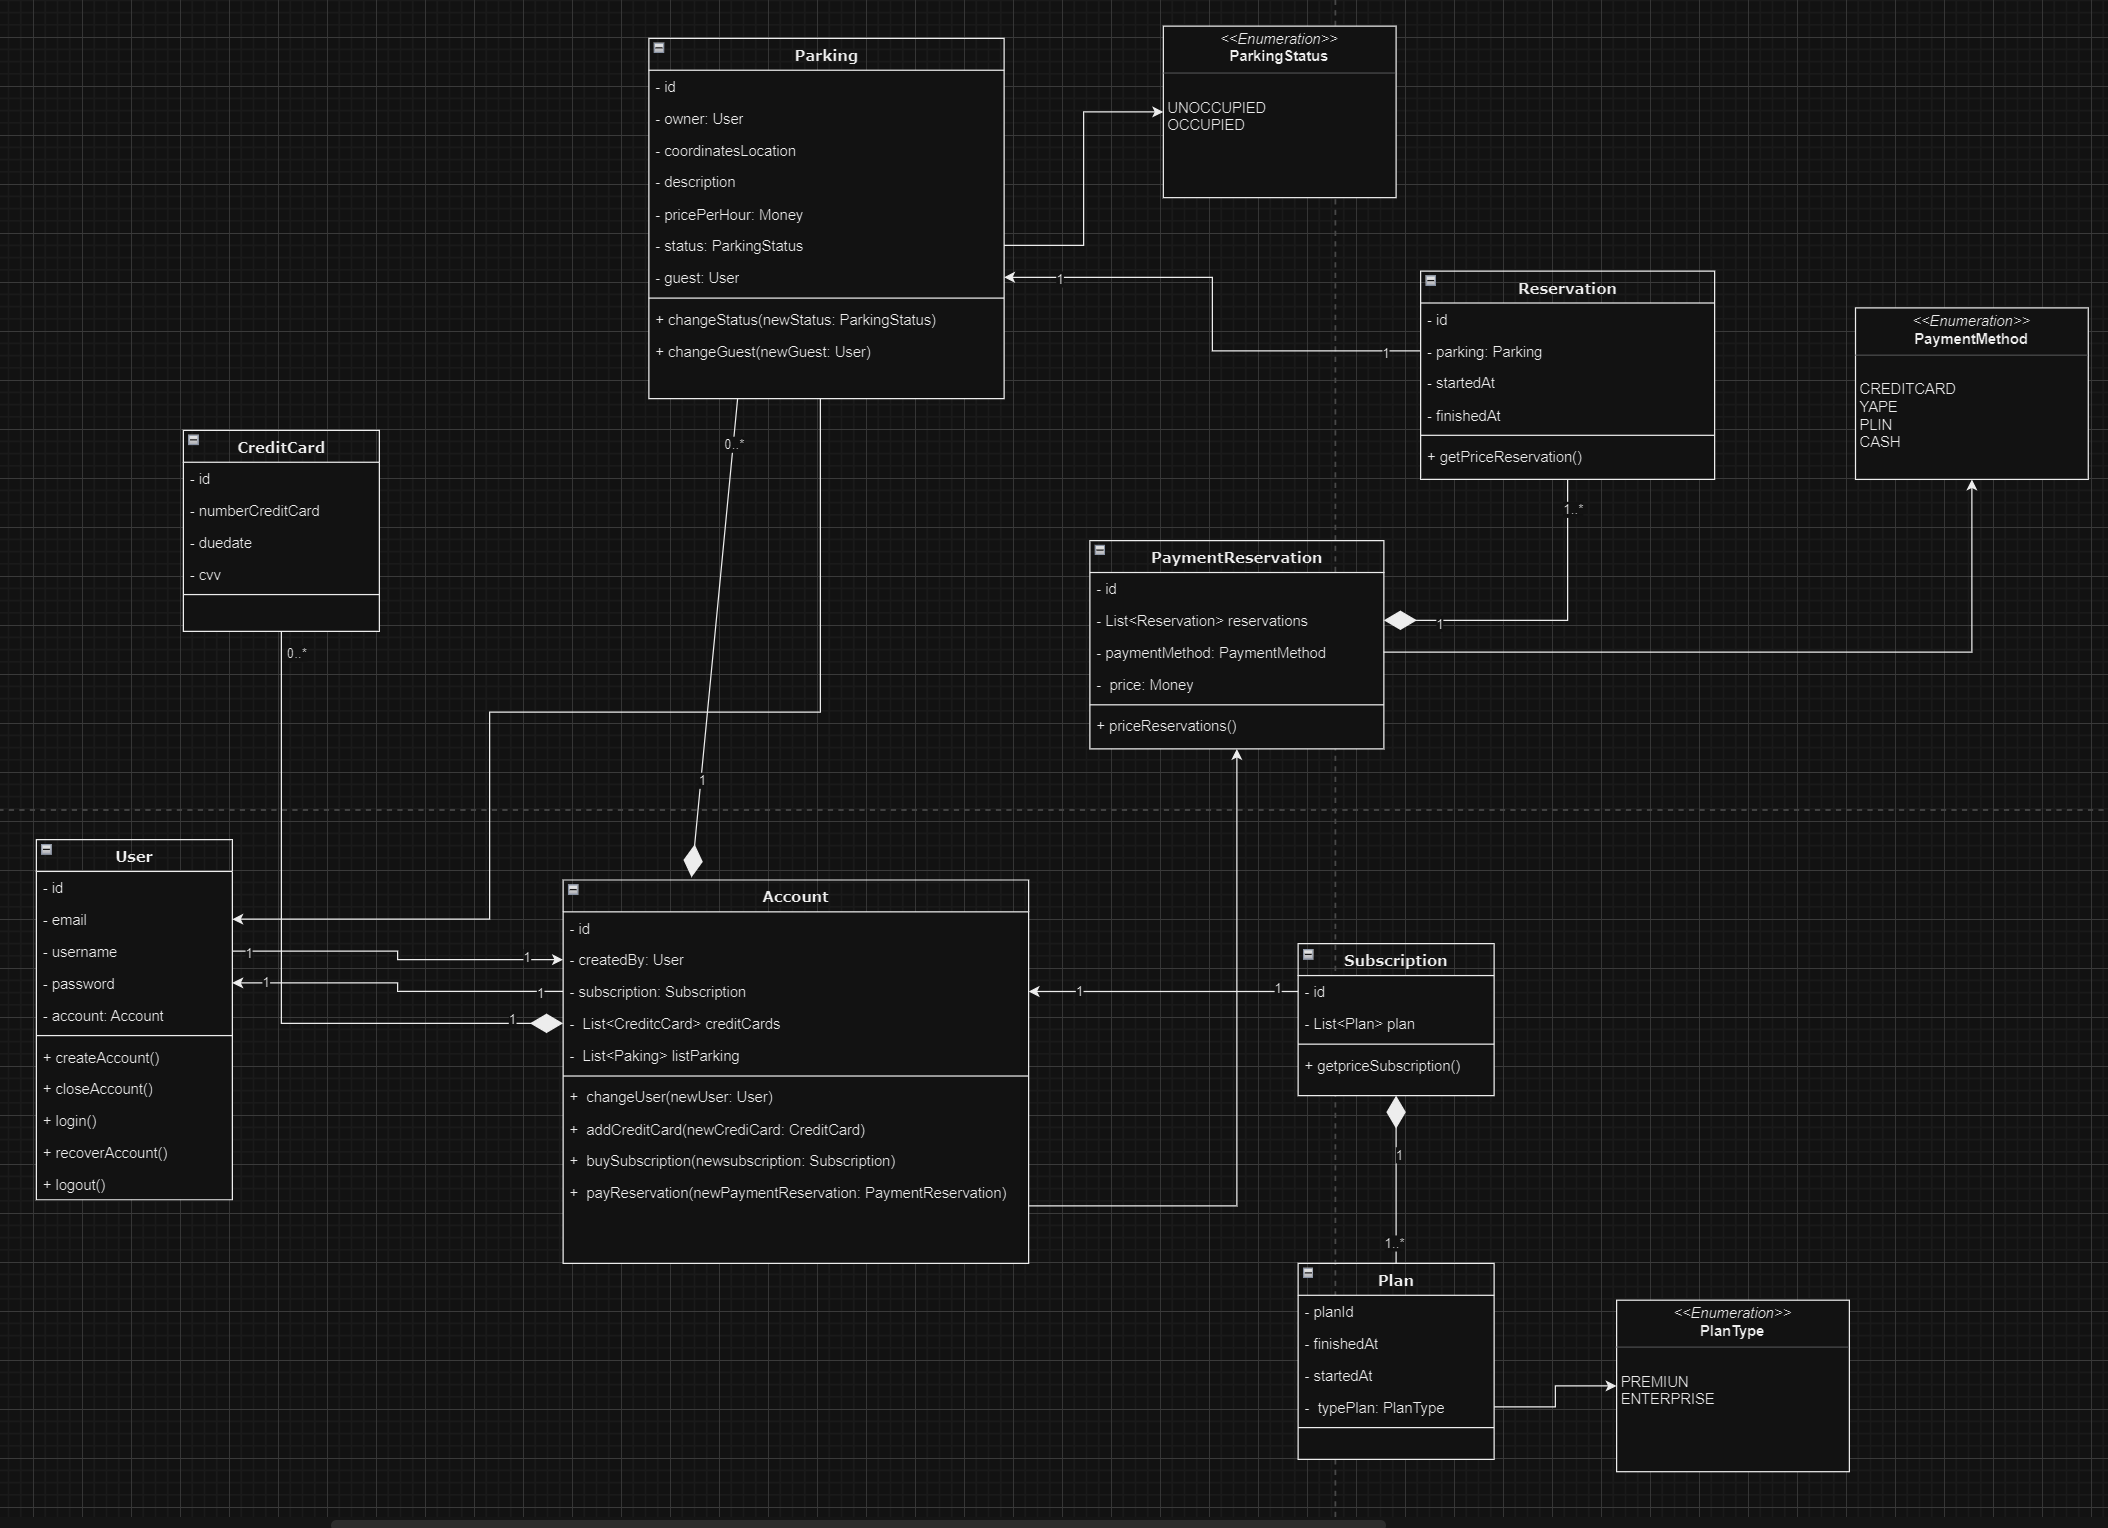 Parking
- id
- owner: User
- coordinatesLocation
- description
- pricePerHour: Money
- status: ParkingStatus
- guest: User
+ changeStatus(newStatus: ParkingStatus)
+ changeGuest(newGuest: User)
<<Enumeration>>
ParkingStatus
UNOCCUPIED
OCCUPIED
1
1
Reservation
- id
- parking: Parking
- startedAt
- finishedAt
+ getPriceReservation()
1..*
<<Enumeration>>
PaymentMethod
CREDITCARD
YAPE
PLIN
CASH
CreditCard
- id
- numberCreditCard
- duedate
- cvv
0..*
0..*
1
PaymentReservation
- id
- List<Reservation> reservations
- paymentMethod: PaymentMethod
- price: Money
+ priceReservations()
1
User
- id
- email
- username
- password
- account: Account
+ createAccount()
+ closeAccount()
+ login()
+ recoverAccount()
+ logout()
1
1
1
1
1
Account
- id
- createdBy: User
- subscription: Subscription
- List<CreditcCard> creditCards
- List<Paking> listParking
+ changeUser(newUser: User)
+ addCreditCard(newCrediCard: CreditCard)
+ buySubscription(newsubscription: Subscription)
+ payReservation(newPaymentReservation: PaymentReservation)
1
1
Subscription
- id
- List<Plan> plan
+ getpriceSubscription()
1
1..*
Plan
- planId
- finishedAt
- startedAt
- typePlan: PlanType
<<Enumeration>>
PlanType
PREMIUN
ENTERPRISE